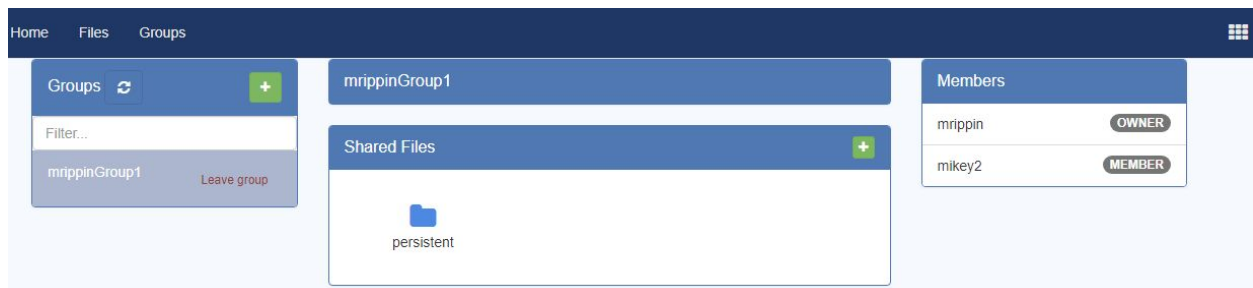 Home Files Groups
Groups
Filter...
mrippinGroup1 Leave group
mrippinGroup1
Shared Files
persistent
Members
mrippin OWNER
mikey2 MEMBER